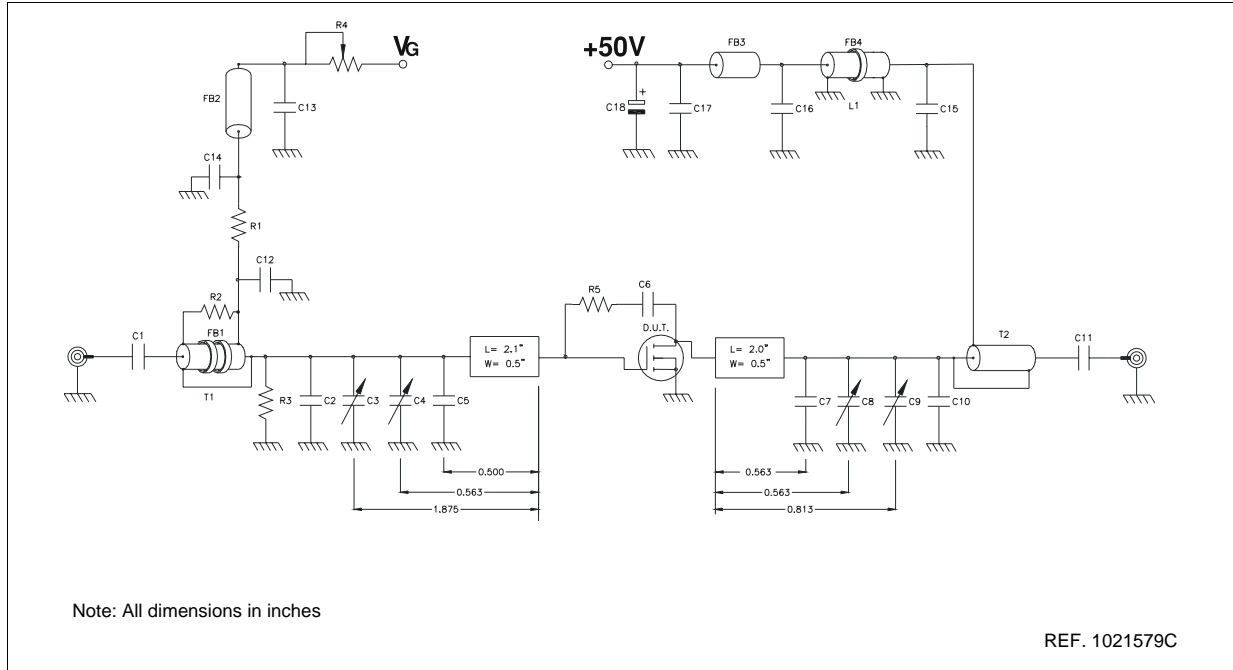 R4
VG
+50V
FB3
FB4
FB2
C13
+
C18
C17
C16
L1
C15
C14
R1
C12
R2
FB1
C1
T1
R3
C2
C3
C4
C5
L= 2.1"
W= 0.5"
R5
C6
D.U.T.
L= 2.0"
W= 0.5"
C7
C8
C9
C10
T2
C11
0.500
0.563
1.875
0.563
0.563
0.813
Note: All dimensions in inches
REF. 1021579C